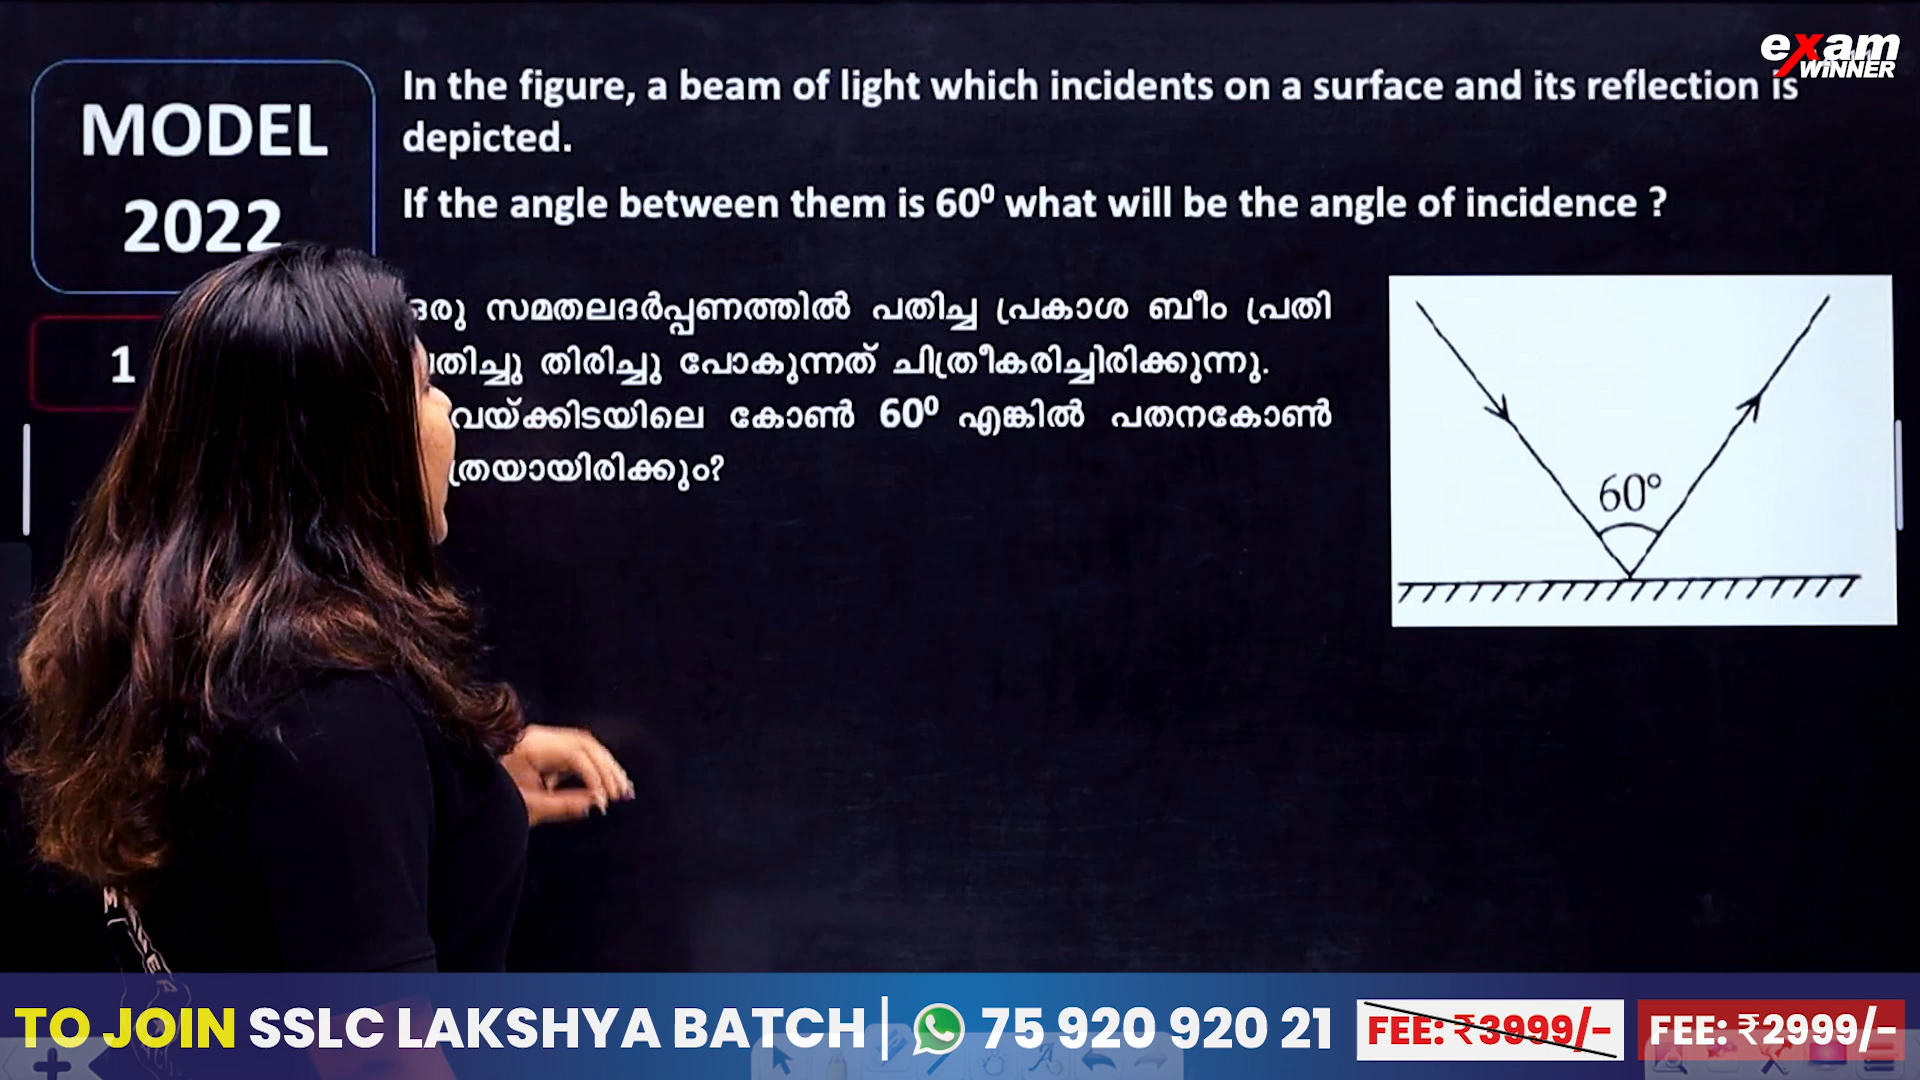 exam
WINNER
MODEL
2022
1
In the figure, a beam of light which incidents on a surface and its reflection is
depicted.
If the angle between them is 60⁰ what will be the angle of incidence ?
ഒരു സമതലദർപ്പണത്തിൽ പതിച്ച പ്രകാശ ബീം പ്രതി
തിരിച്ചു പോകുന്നത് ചിത്രീകരിച്ചിരിക്കുന്നു.
കോൺ 60⁰ എങ്കിൽ പതനകോൺ
60°
TO JOIN SSLC LAKSHYA BATCH
75 920 920 21
FEE: ₹3999/-
FEE: ₹2999/-